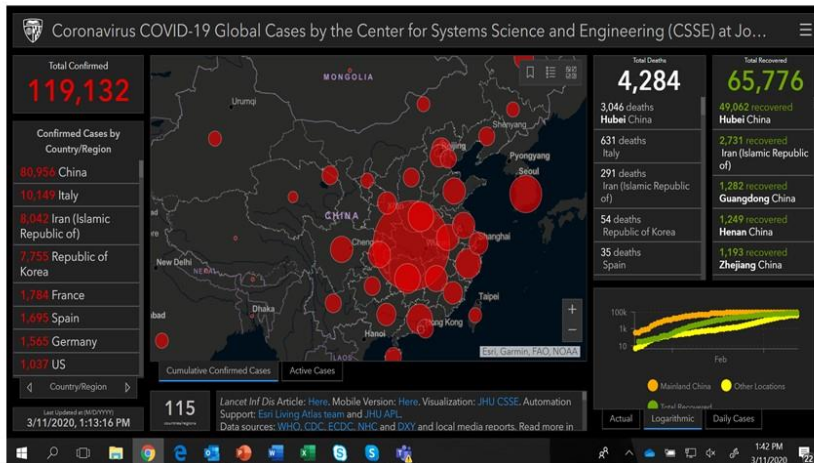 Coronavirus COVID-19 Global Cases by the Center for Systems Science and Engineering (CSSE) at Jo...
Total Confirmed
119,132
Confirmed Cases by
Country/Region
80,956 China
10,149 Italy
8,042 Iran (Islamic
Republic of)
7,755 Republic of
Korea
1,784 France
1,695 Spain
1,565 Germany
1,037 US
Country/Region
Last Updated at (M/D/YYYY)
3/11/2020, 1:13:16 PM
MONGOLIA
Urumqi
Shenyang
Beijing
Pyongyang
Seoul
CHINA
Shanghai
New Delhi
NEPAL
Dhaka
Taipei
Hanoi
Hong Kong
LAOS
+
−
Esri, Garmin, FAO, NOAA
Cumulative Confirmed Cases
Active Cases
115
Lancet Inf Dis Article: Here. Mobile Version: Here. Visualization: JHU CSSE. Automation
Support: Esri Living Atlas team and JHU APL.
Data sources: WHO, CDC, ECDC, NHC and DXY and local media reports. Read more in
Total Deaths
4,284
3,046 deaths
Hubei China
631 deaths
Italy
291 deaths
Iran (Islamic Republic
of)
54 deaths
Republic of Korea
35 deaths
Spain
Total Recovered
65,776
49,062 recovered
Hubei China
2,731 recovered
Iran (Islamic Republic
of)
1,282 recovered
Guangdong China
1,249 recovered
Henan China
1,193 recovered
Zhejiang China
100k
1k
10
Feb
Mainland China
Other Locations
Total Recovered
Actual
Logarithmic
Daily Cases
1:42 PM
3/11/2020
22